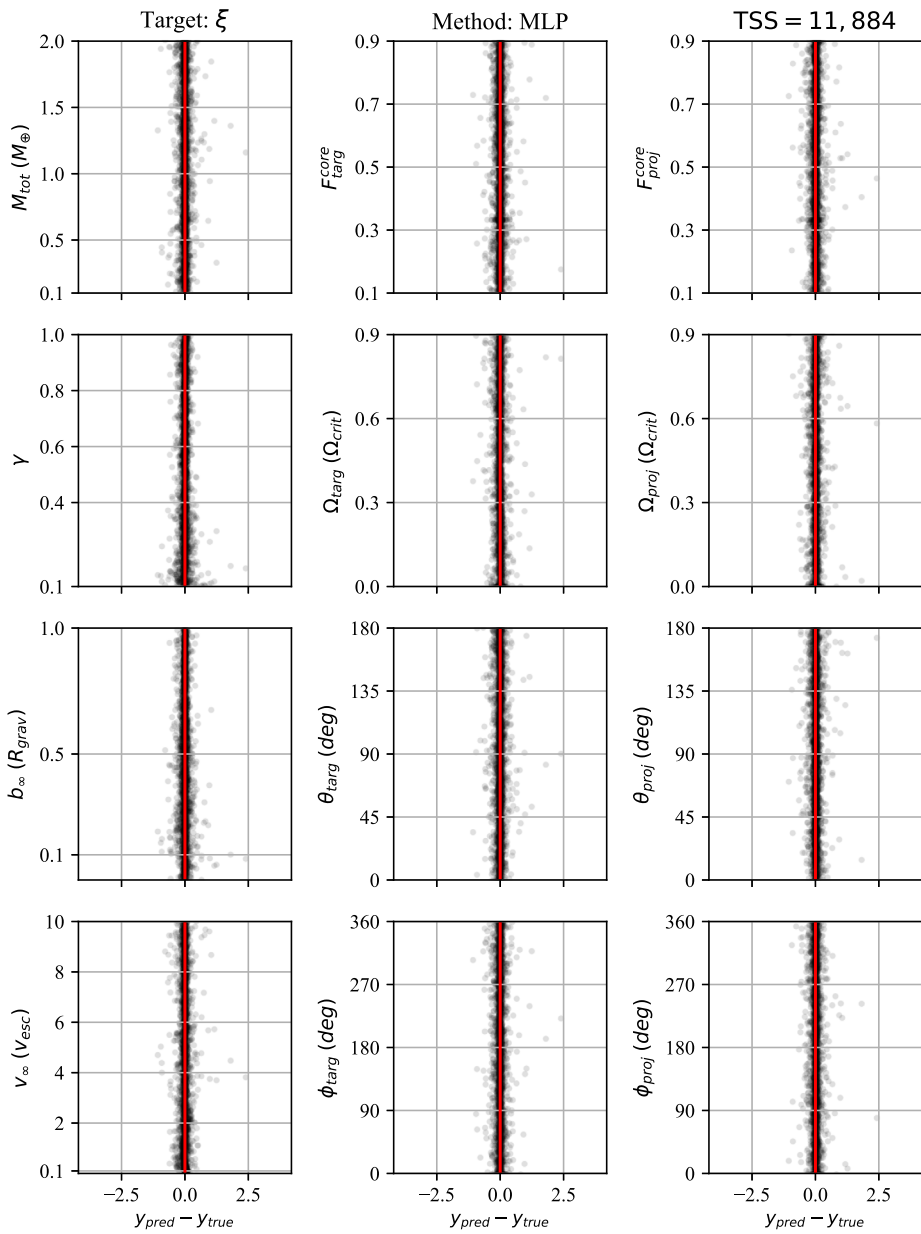 Target: ξ
Method: MLP
TSS = 11,884
M_tot (M_⊕)
2.0
1.5
1.0
0.5
0.1
F_targ^core
0.9
0.7
0.5
0.3
0.1
F_proj^core
0.9
0.7
0.5
0.3
0.1
γ
1.0
0.8
0.6
0.4
0.1
Ω_targ (Ω_crit)
0.9
0.6
0.3
0.0
Ω_proj (Ω_crit)
0.9
0.6
0.3
0.0
b_∞ (R_grav)
1.0
0.5
0.1
θ_targ (deg)
180
135
90
45
0
θ_proj (deg)
180
135
90
45
0
v_∞ (v_esc)
10
8
6
4
2
0.1
−2.5 0.0 2.5
y_pred − y_true
ϕ_targ (deg)
360
270
180
90
0
−2.5 0.0 2.5
y_pred − y_true
ϕ_proj (deg)
360
270
180
90
0
−2.5 0.0 2.5
y_pred − y_true